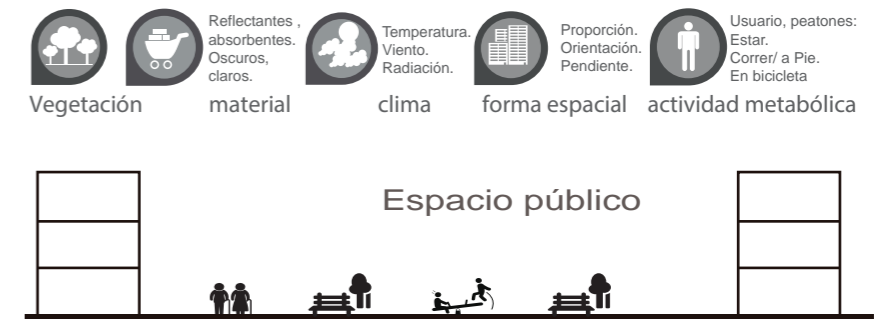 Reflectantes ,
absorbentes.
Oscuros,
claros.
Temperatura.
Viento.
Radiación.
Proporción.
Orientación.
Pendiente.
Usuario, peatones:
Estar.
Correr/ a Pie.
En bicicleta
Vegetación
material
clima
forma espacial
actividad metabólica
Espacio público